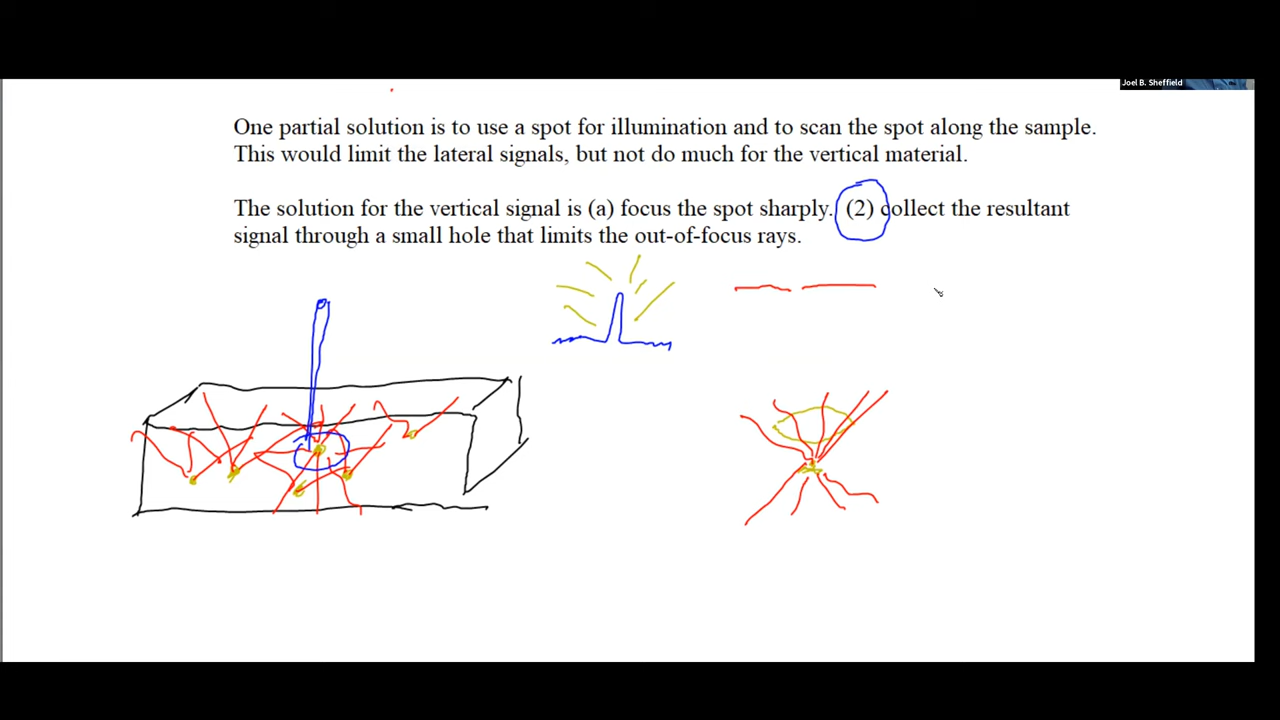 Joel B. Sheffield
One partial solution is to use a spot for illumination and to scan the spot along the sample.
This would limit the lateral signals, but not do much for the vertical material.
The solution for the vertical signal is (a) focus the spot sharply. (2) collect the resultant
signal through a small hole that limits the out-of-focus rays.